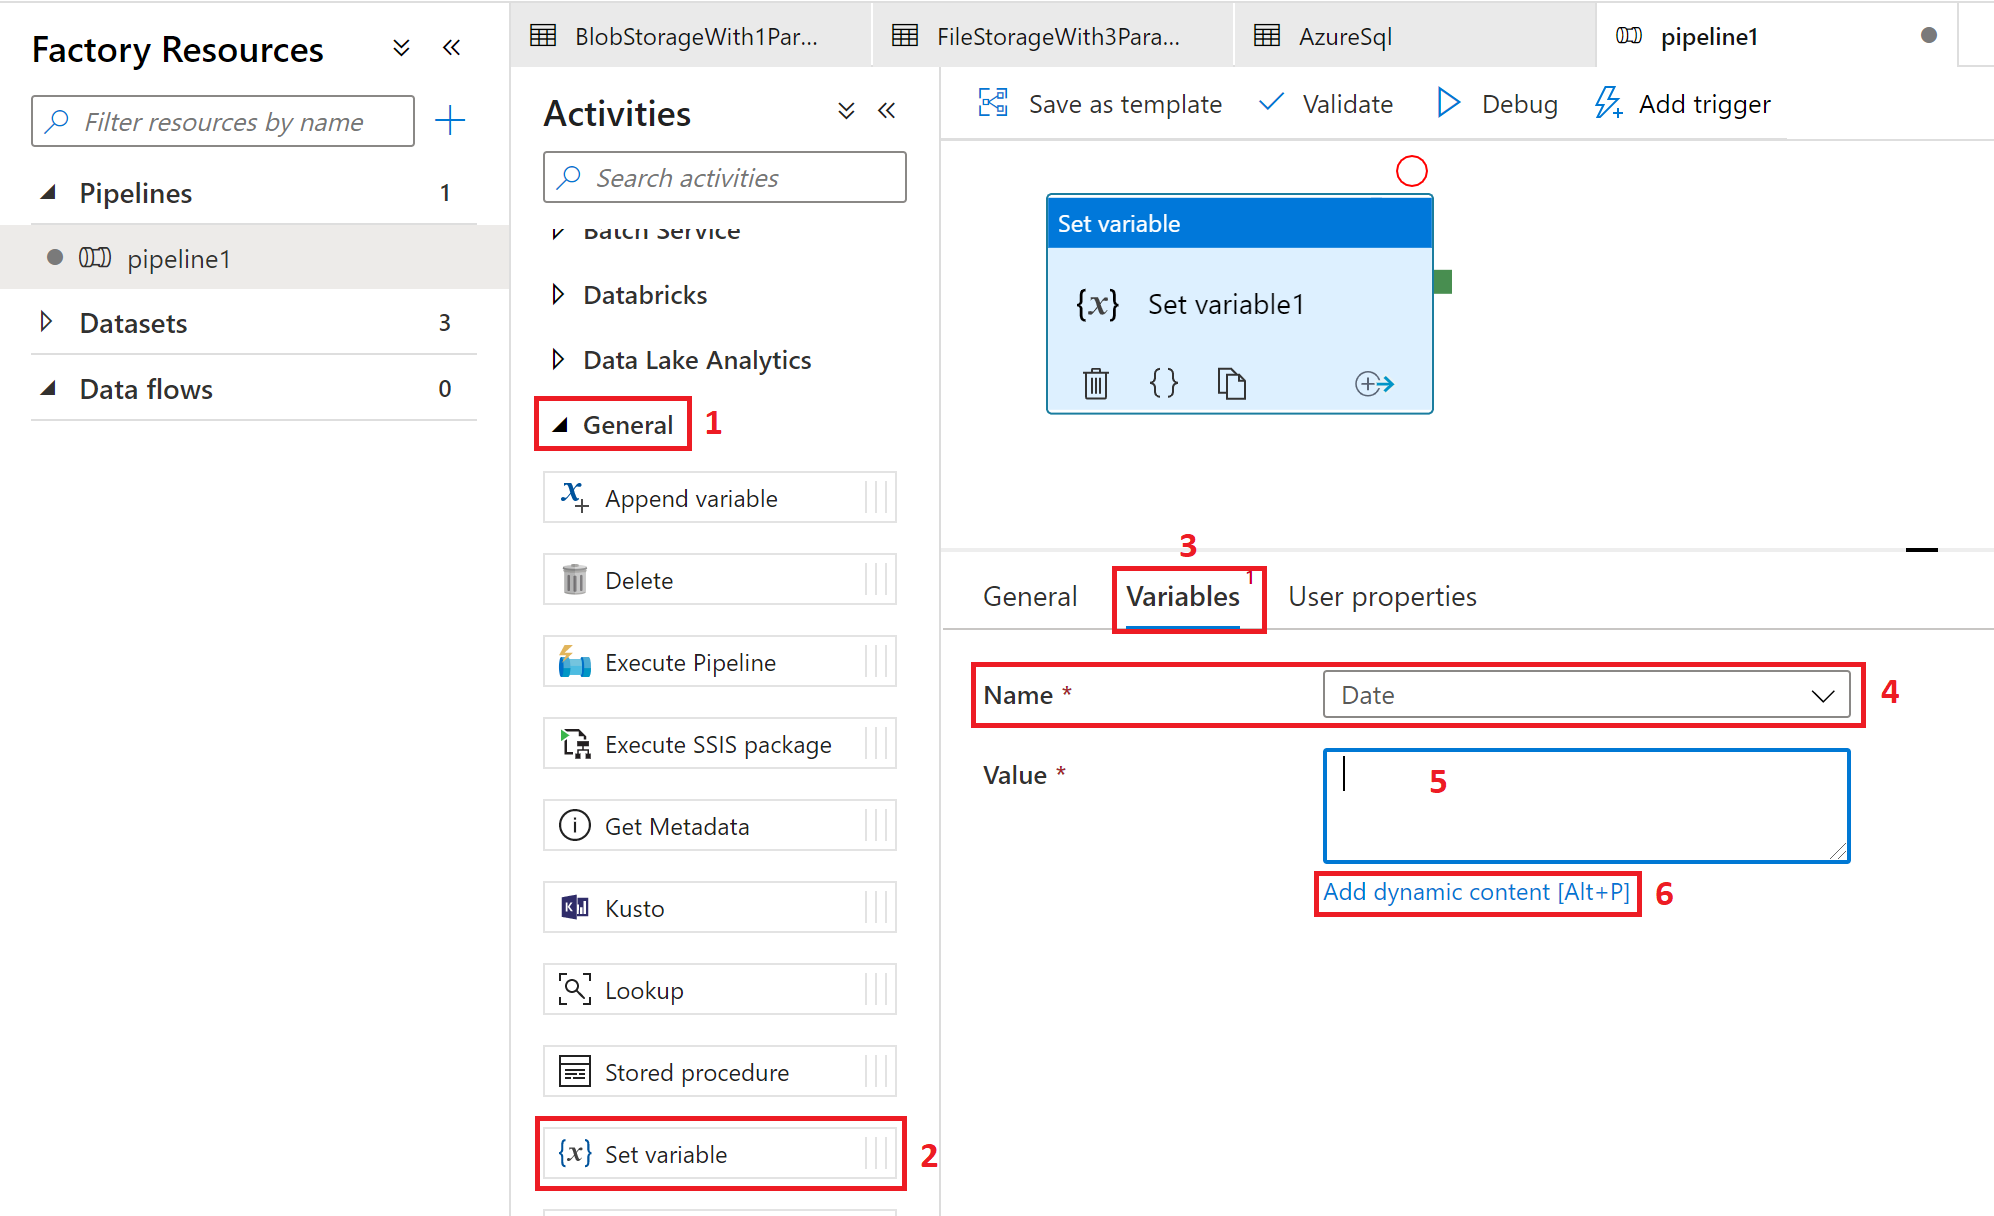 Factory Resources
Filter resources by name
Pipelines 1
pipeline1
Datasets 3
Data flows 0
BlobStorageWith1Par...
FileStorageWith3Para...
AzureSql
pipeline1
Activities
Search activities
Batch Service
Databricks
Data Lake Analytics
General 1
Append variable
Delete
Execute Pipeline
Execute SSIS package
Get Metadata
Kusto
Lookup
Stored procedure
{x} Set variable 2
Save as template
Validate
Debug
Add trigger
Set variable
{x} Set variable1
{}
3
General
Variables 1
User properties
Name * Date 4
Value * 5
Add dynamic content [Alt+P] 6